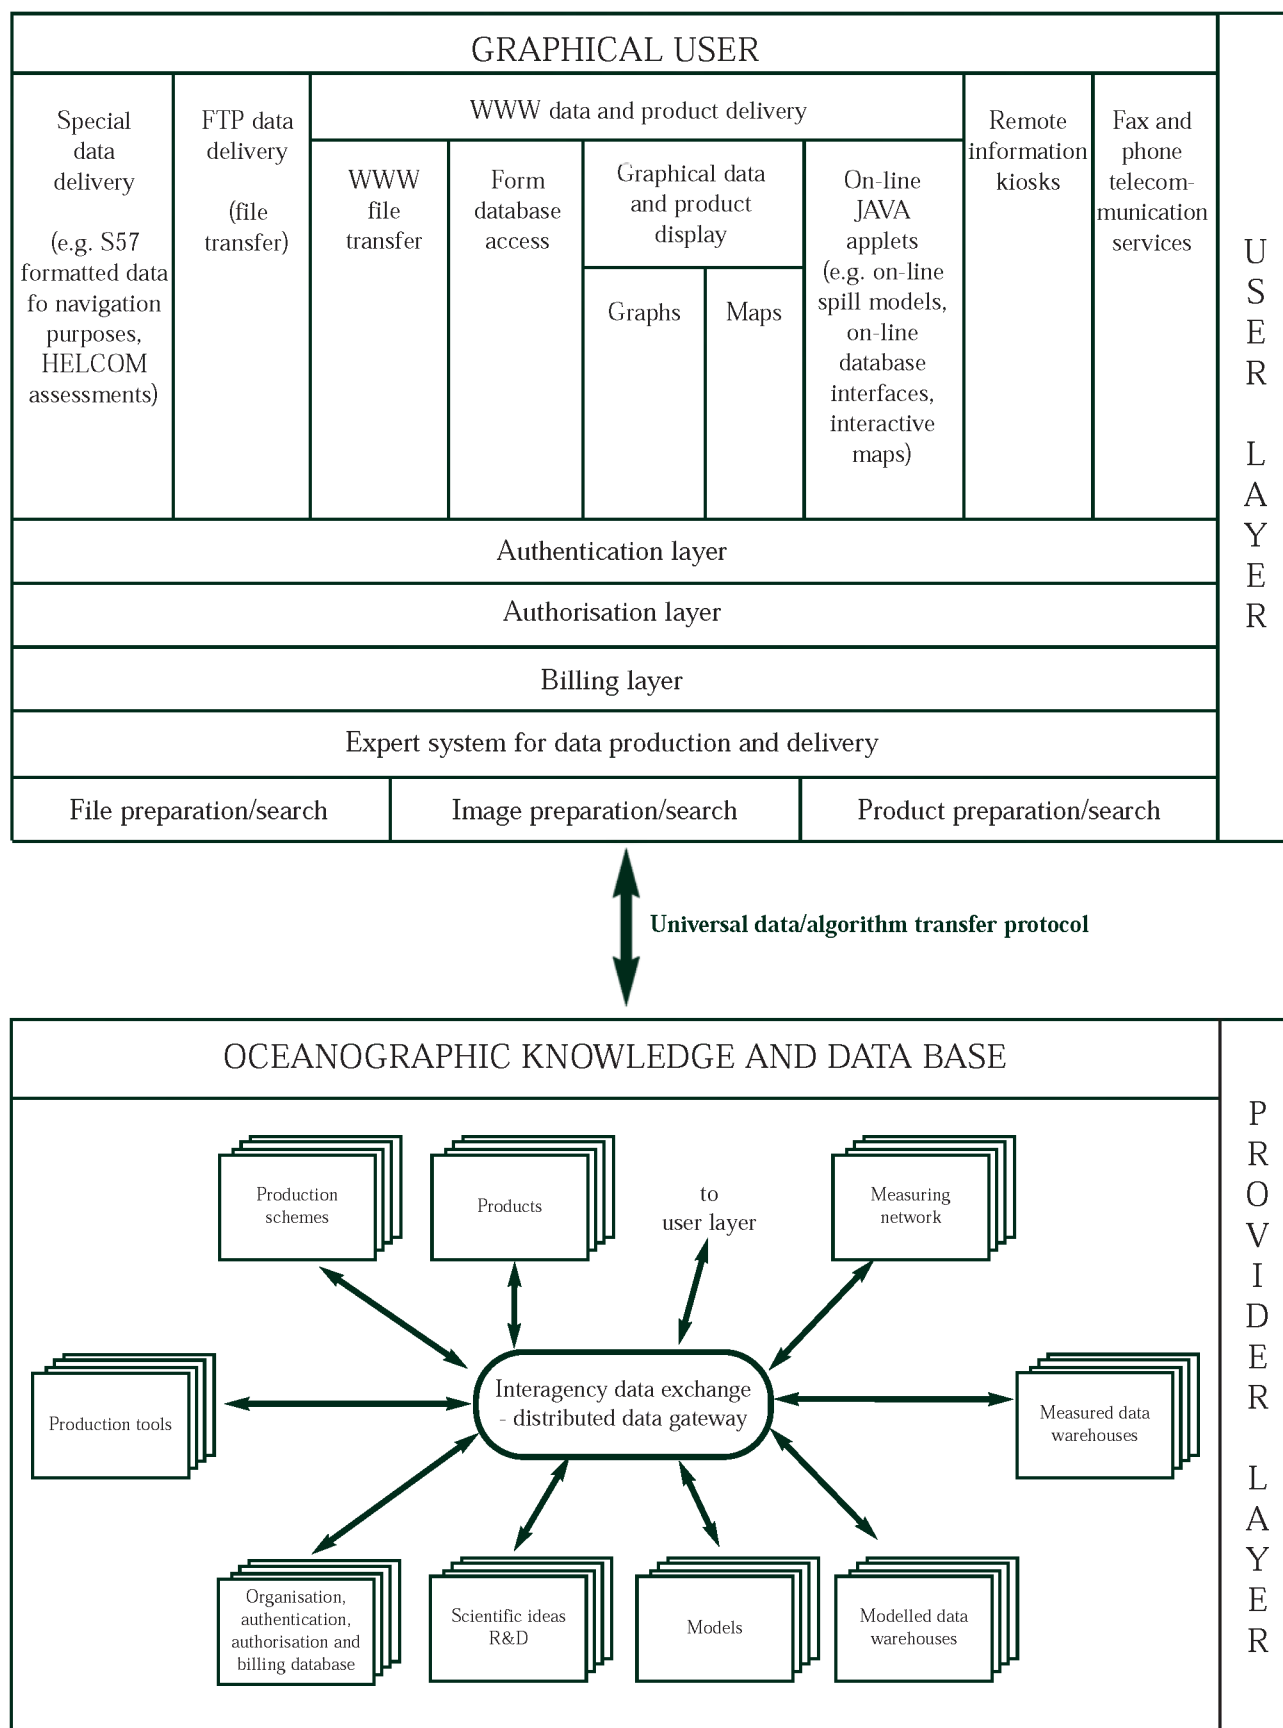 GRAPHICAL USER
Special
data
delivery
(e.g. S57
formatted data
fo navigation
purposes,
HELCOM
assessments)
FTP data
delivery
(file
transfer)
WWW data and product delivery
WWW
file
transfer
Form
database
access
Graphical data
and product
display
Graphs
Maps
On-line
JAVA
applets
(e.g. on-line
spill models,
on-line
database
interfaces,
interactive
maps)
Remote
information
kiosks
Fax and
phone
telecom-
munication
services
Authentication layer
Authorisation layer
Billing layer
Expert system for data production and delivery
File preparation/search
Image preparation/search
Product preparation/search
USER LAYER
Universal data/algorithm transfer protocol
OCEANOGRAPHIC KNOWLEDGE AND DATA BASE
Production
schemes
Products
to
user layer
Measuring
network
Production tools
Interagency data exchange
- distributed data gateway
Measured data
warehouses
Organisation,
authentication,
authorisation and
billing database
Scientific ideas
R&D
Models
Modelled data
warehouses
PROVIDER LAYER